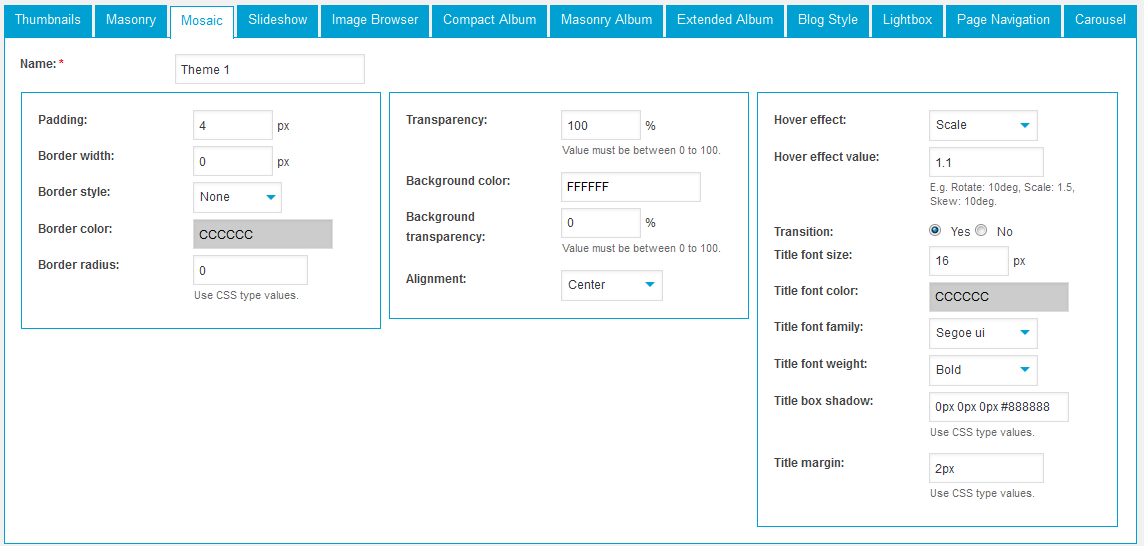 Thumbnails Masonry Mosaic Slideshow Image Browser Compact Album Masonry Album Extended Album Blog Style Lightbox Page Navigation Carousel
Name: * Theme 1
Padding: 4 px
Border width: 0 px
Border style: None
Border color: CCCCCC
Border radius: 0
Use CSS type values.
Transparency: 100 %
Value must be between 0 to 100.
Background color: FFFFFF
Background
transparency: 0 %
Value must be between 0 to 100.
Alignment: Center
Hover effect: Scale
Hover effect value: 1.1
E.g. Rotate: 10deg, Scale: 1.5,
Skew: 10deg.
Transition: Yes No
Title font size: 16 px
Title font color: CCCCCC
Title font family: Segoe ui
Title font weight: Bold
Title box shadow: 0px 0px 0px #888888
Use CSS type values.
Title margin: 2px
Use CSS type values.